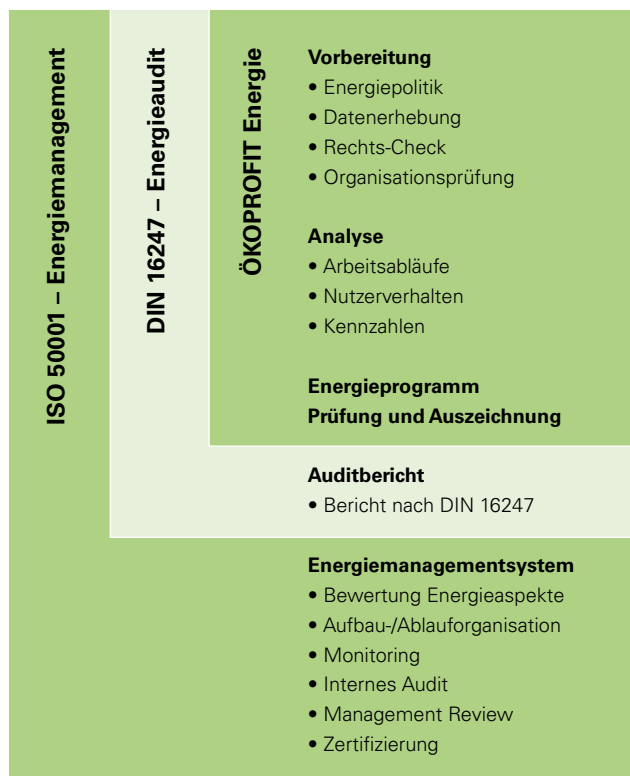 ISO 50001 – Energiemanagement
DIN 16247 – Energieaudit
ÖKOPROFIT Energie
Vorbereitung
• Energiepolitik
• Datenerhebung
• Rechts-Check
• Organisationsprüfung
Analyse
• Arbeitsabläufe
• Nutzerverhalten
• Kennzahlen
Energieprogramm
Prüfung und Auszeichnung
Auditbericht
• Bericht nach DIN 16247
Energiemanagementsystem
• Bewertung Energieaspekte
• Aufbau-/Ablauforganisation
• Monitoring
• Internes Audit
• Management Review
• Zertifizierung